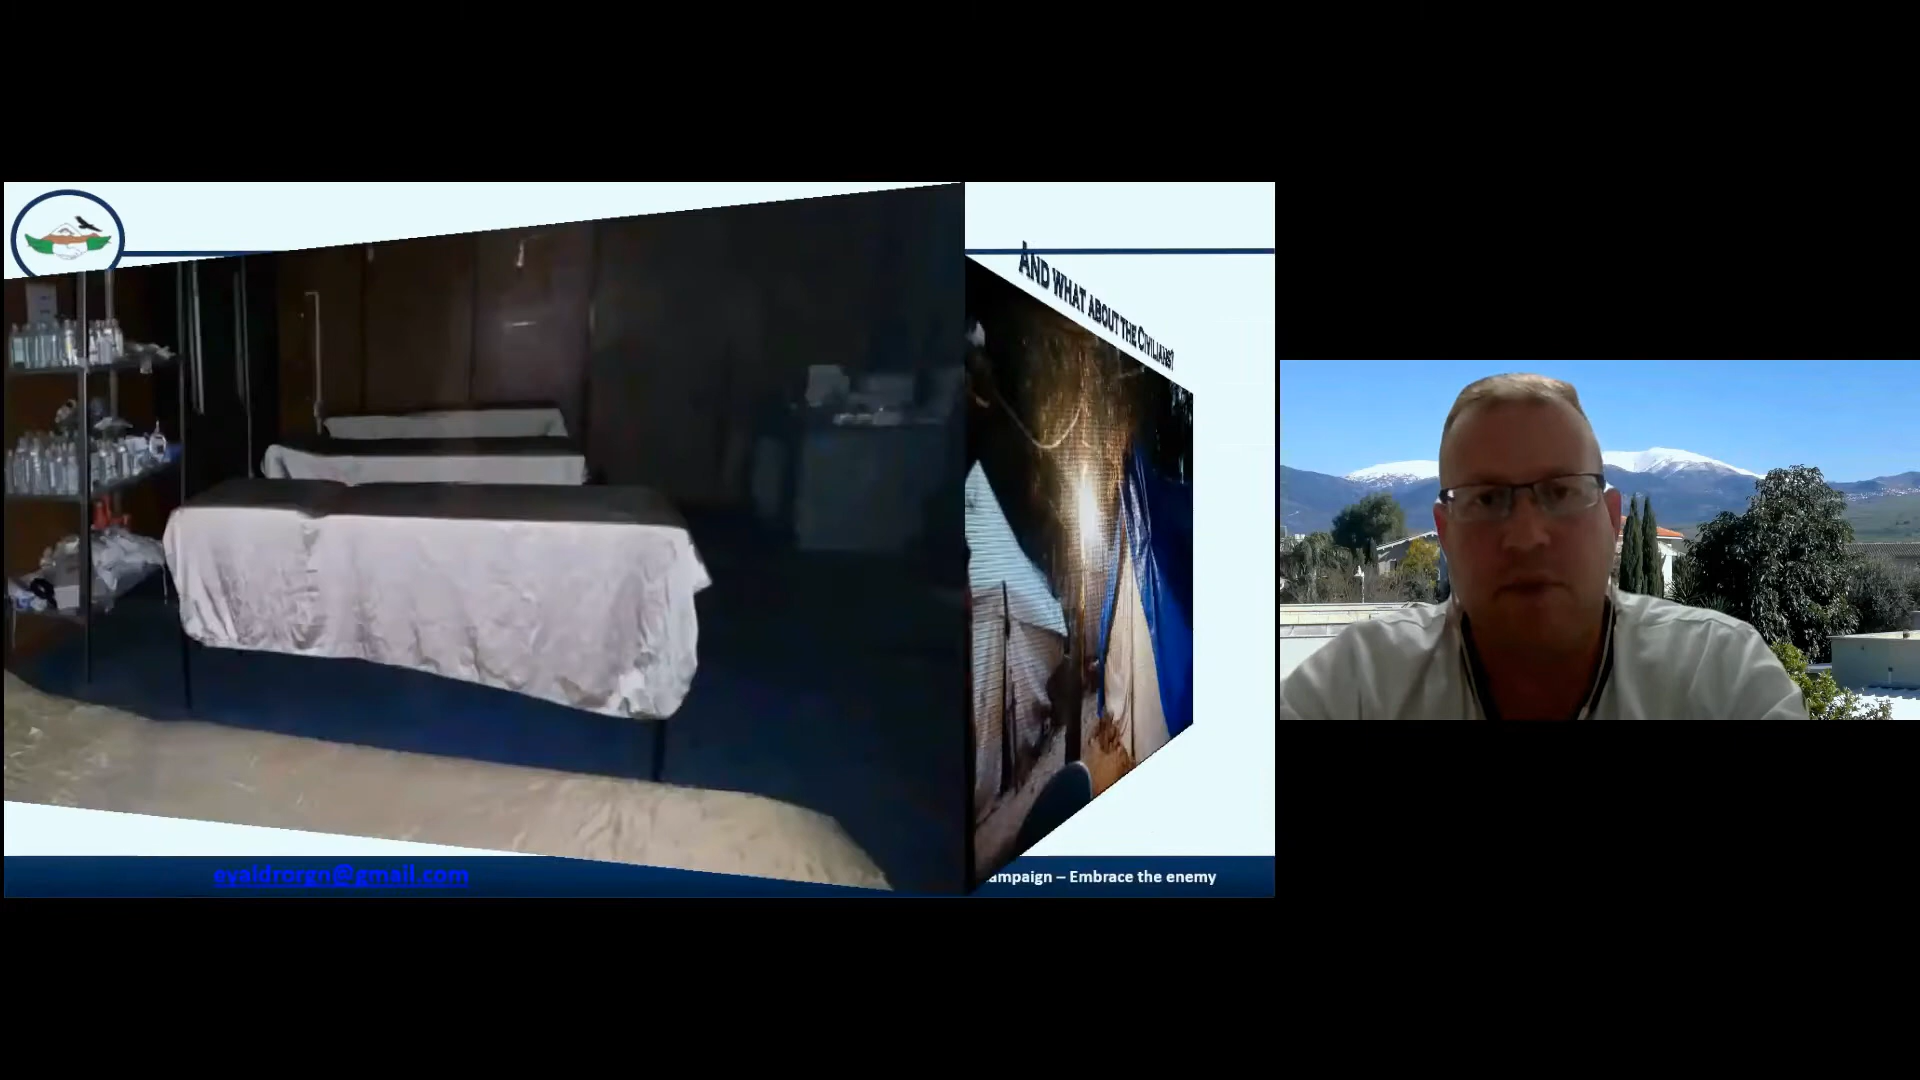 AND WHAT ABOUT THE CIVILIANS?
eyaldrorgn@gmail.com
ampaign – Embrace the enemy